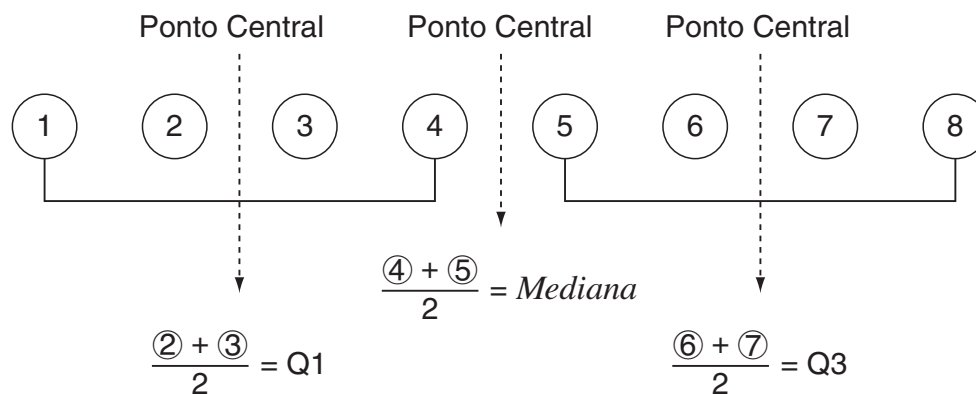 Ponto Central Ponto Central Ponto Central
1 2 3 4 5 6 7 8
④ + ⑤ / 2 = Mediana
② + ③ / 2 = Q1
⑥ + ⑦ / 2 = Q3